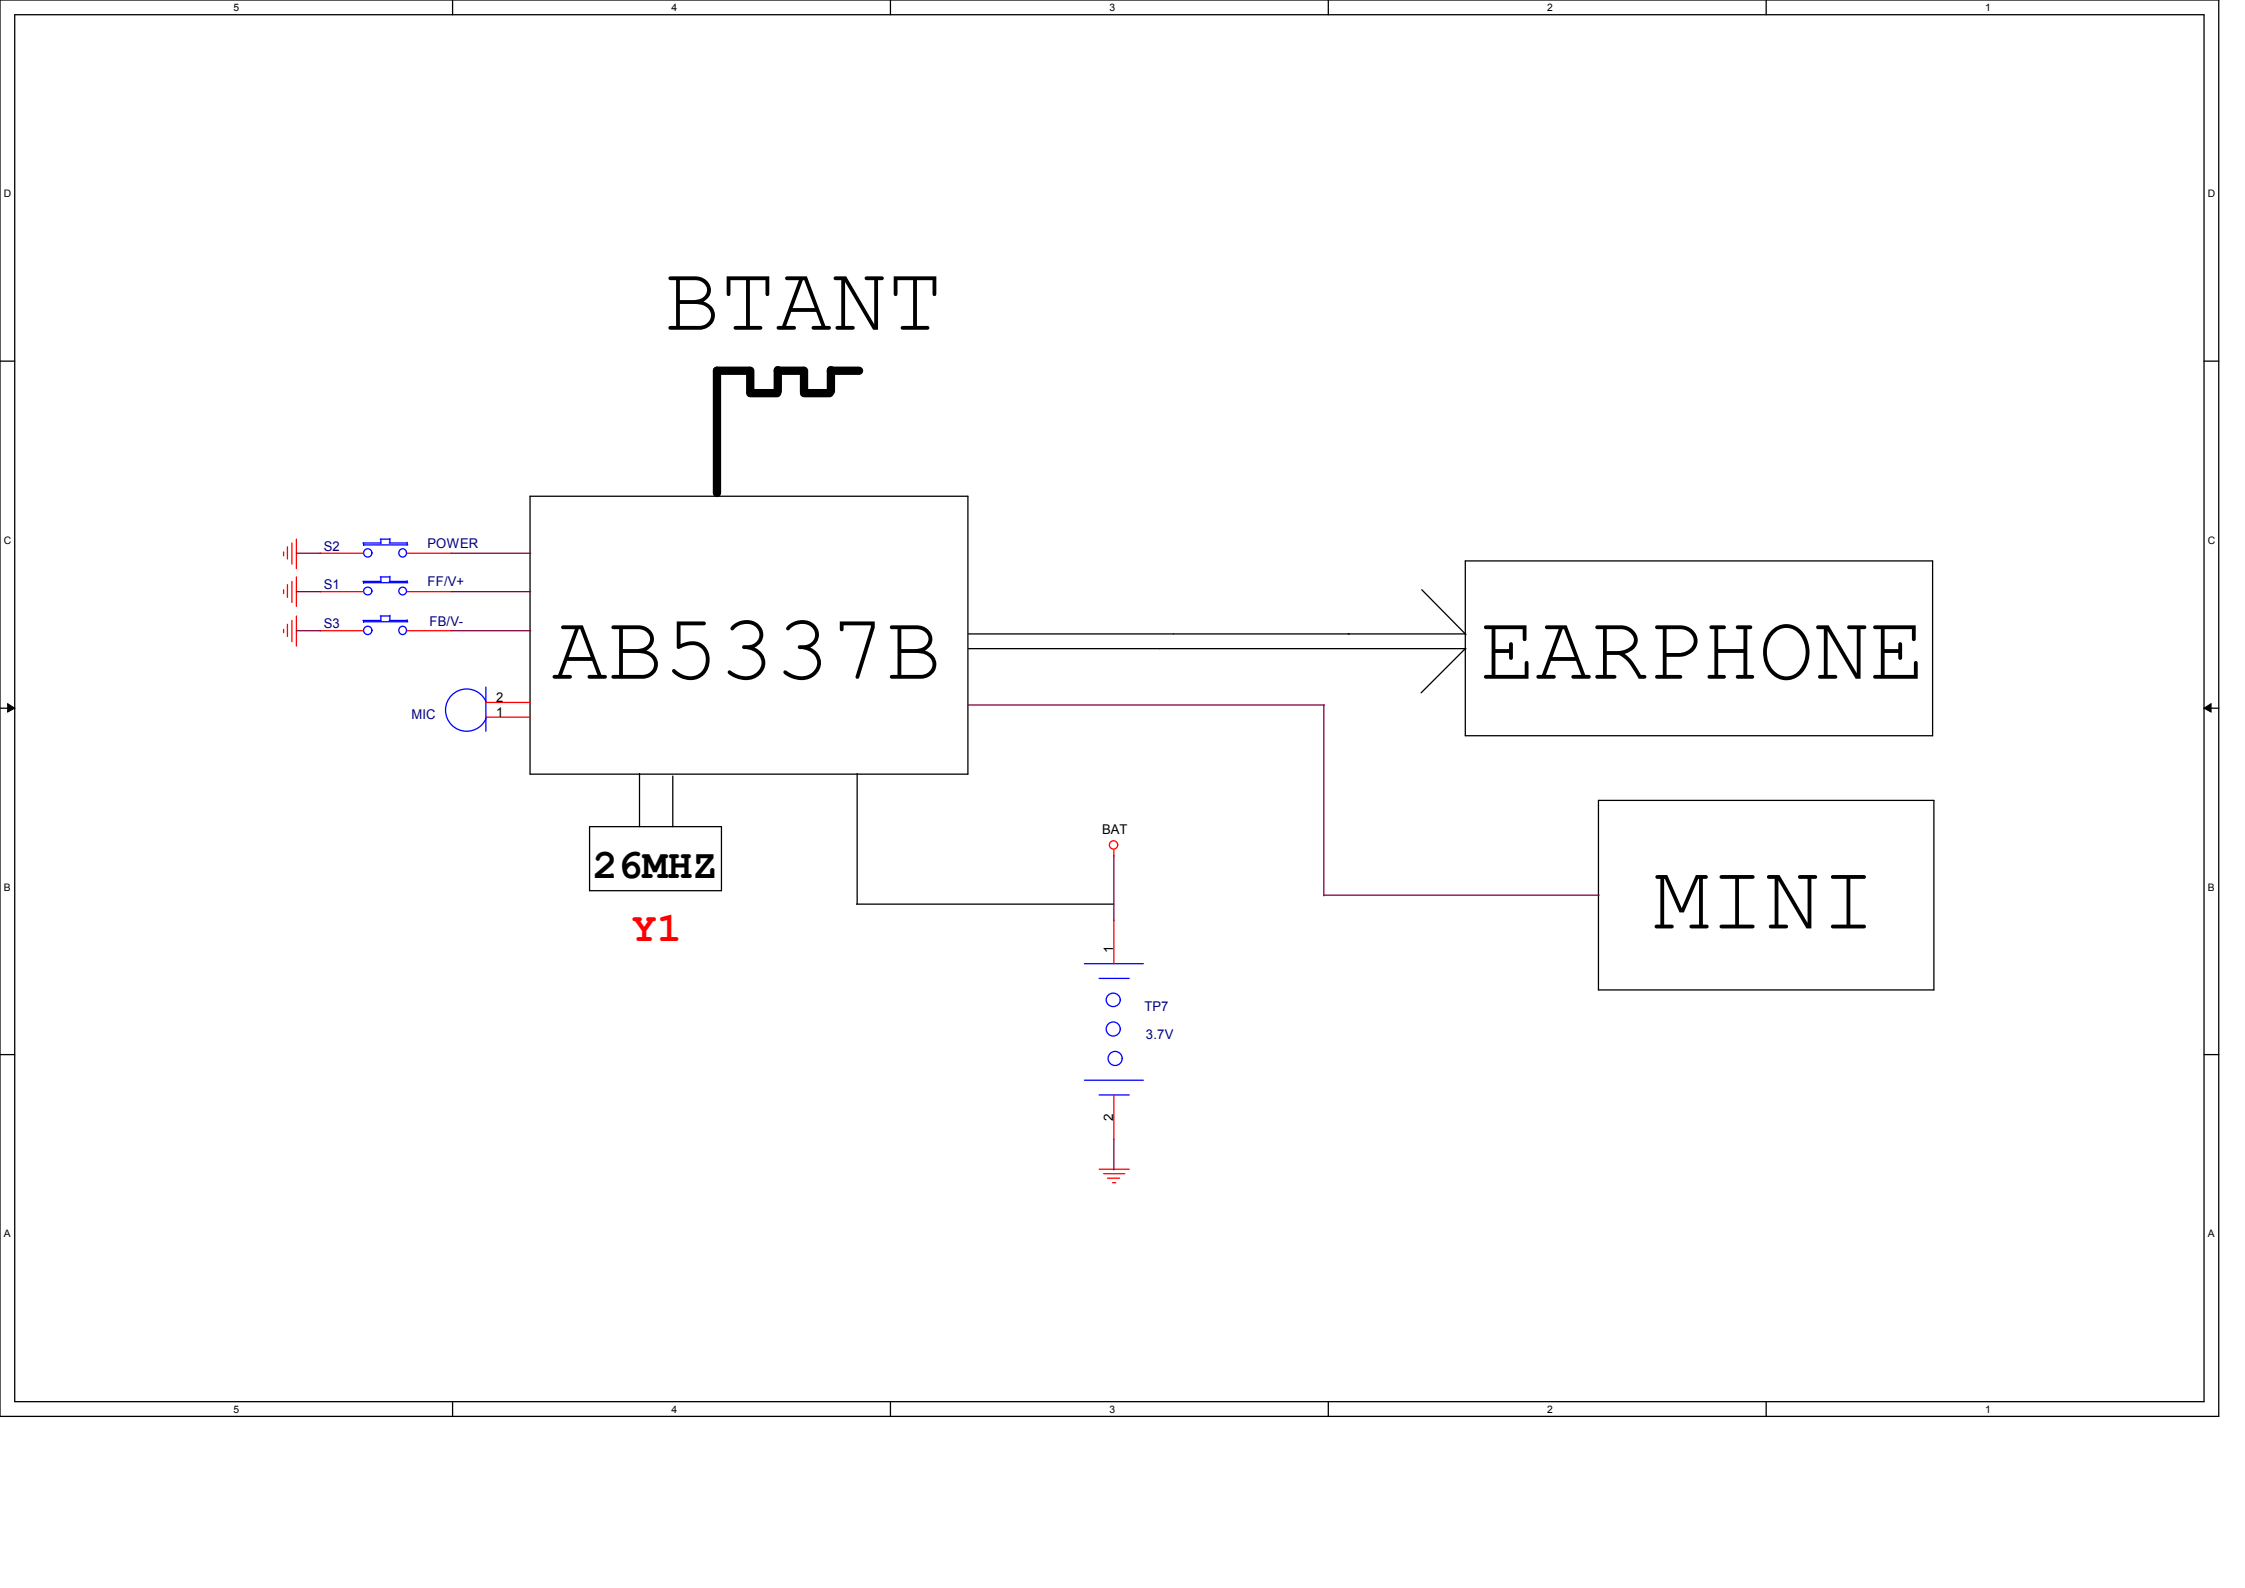 5 4 3 2 1
D D
BTANT
C C
S2 POWER
S1 FF/V+
S3 FB/V-
AB5337B
EARPHONE
MIC 2
1
BAT
26MHZ
MINI
B B
Y1
1
TP7
3.7V
2
A A
5 4 3 2 1